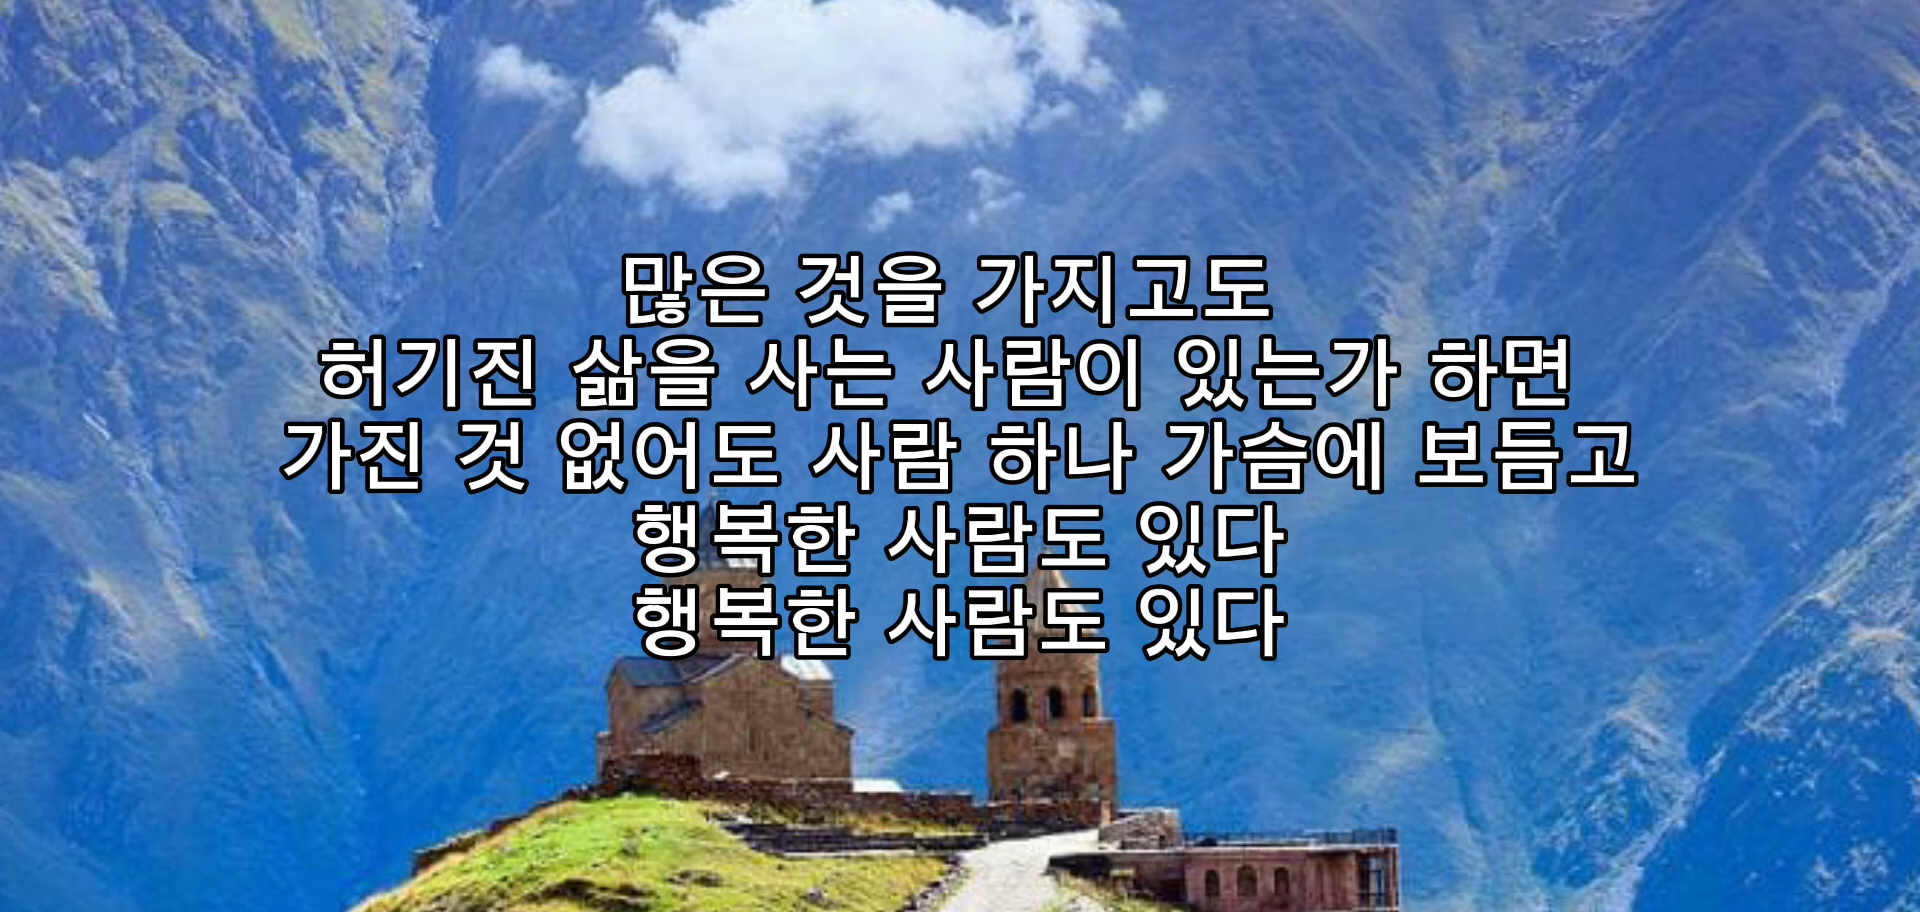 많은 것을 가지고도
허기진 삶을 사는 사람이 있는가 하면
가진 것 없어도 사람 하나 가슴에 보듬고
행복한 사람도 있다
행복한 사람도 있다